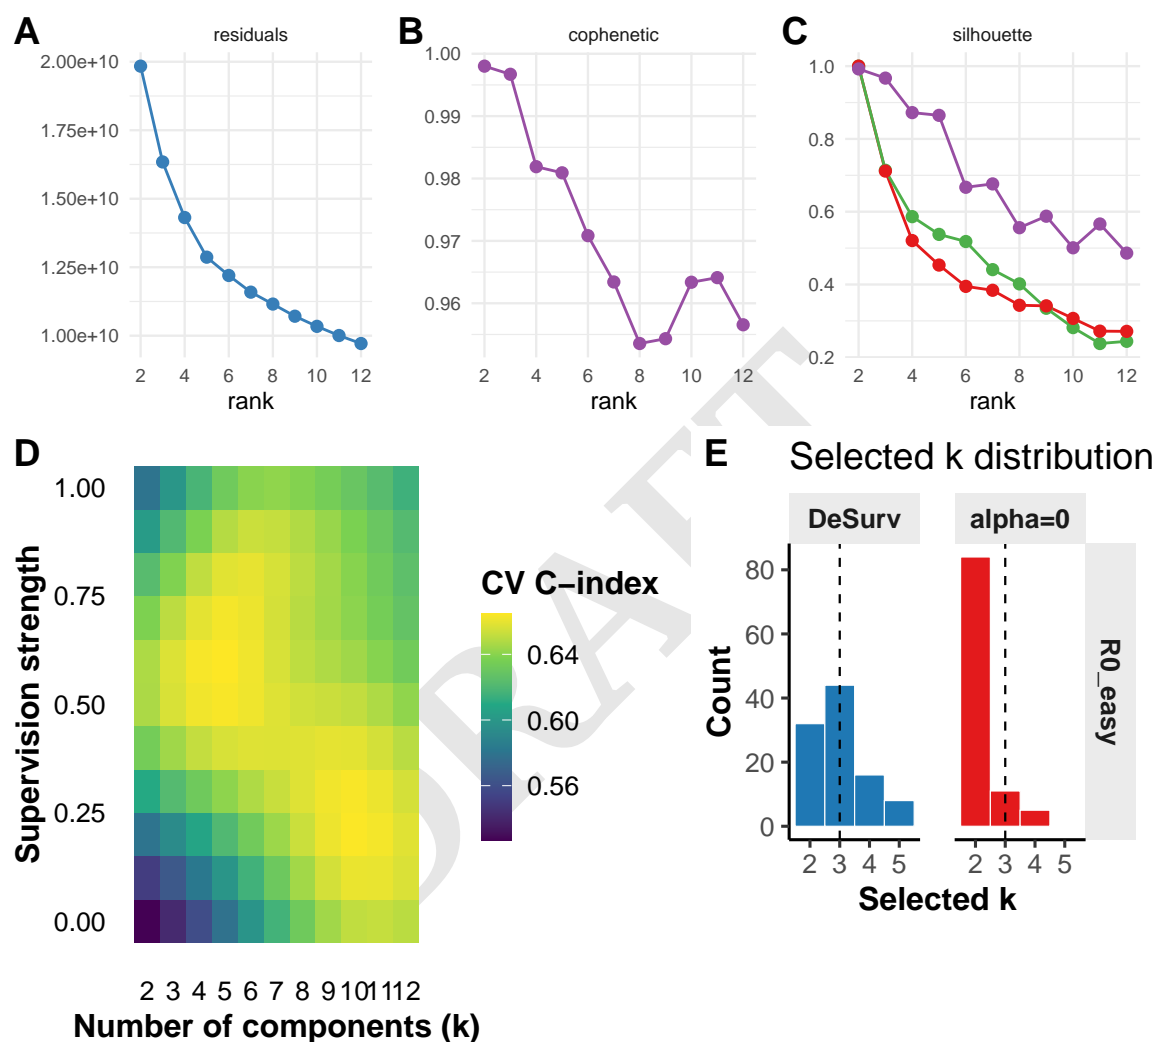 A
residuals
2.00e+10
1.75e+10
1.50e+10
1.25e+10
1.00e+10
2 4 6 8 10 12
rank
B
cophenetic
1.00
0.99
0.98
0.97
0.96
2 4 6 8 10 12
rank
C
silhouette
1.0
0.8
0.6
0.4
0.2
2 4 6 8 10 12
rank
D
Supervision strength
1.00
0.75
0.50
0.25
0.00
2 3 4 5 6 7 8 9 10 11 12
Number of components (k)
CV C−index
0.64
0.60
0.56
E
Selected k distribution
DeSurv
alpha=0
R0_easy
Count
80
60
40
20
0
2 3 4 5
2 3 4 5
Selected k
DRAFT